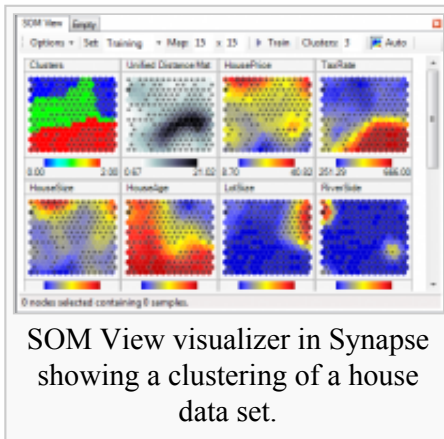 SOM View Empty
Options Set: Training Map: 15 x 15 Train Clusters: 3 Auto
Clusters Unified Distance Mat HousePrice TaxRate
0.00 2.00 0.67 21.02 8.70 40.92 251.29 666.00
HouseSize HouseAge LotSize RiverSide
0 nodes selected containing 0 samples.
SOM View visualizer in Synapse
showing a clustering of a house
data set.